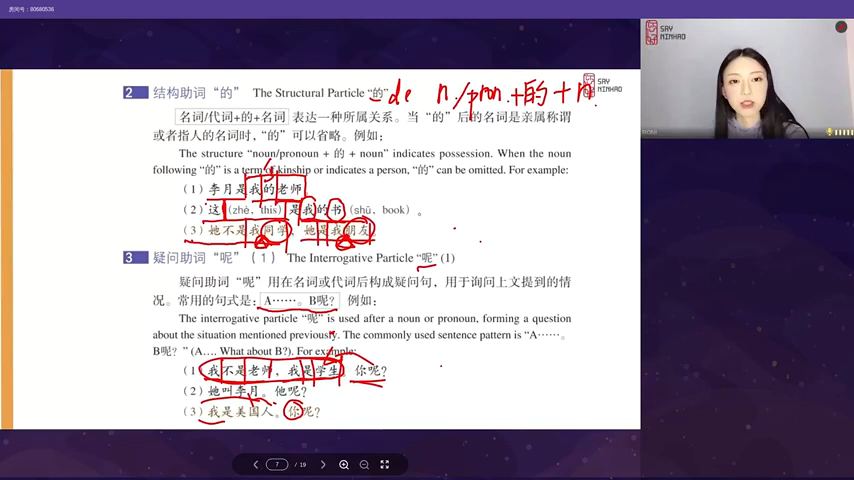 房间号：80680536
SAY
NINHAO
2 结构助词“的” The Structural Particle “的”
de n./pron.+的+n.
SAY
NINHAO
名词/代词+的+名词 表达一种所属关系。当“的”后的名词是亲属称谓
或者指人的名词时，“的”可以省略。例如：
The structure “noun/pronoun + 的 + noun” indicates possession. When the noun
following “的” is a term of kinship or indicates a person, “的” can be omitted. For example:
（1）李月是我的老师
（2）这（zhè, this）是我的书（shū, book）。
（3）她不是我同学，她是我朋友
3 疑问助词“呢”（1） The Interrogative Particle “呢” (1)
疑问助词“呢”用在名词或代词后构成疑问句，用于询问上文提到的情
况。常用的句式是：A……。B呢？ 例如：
The interrogative particle “呢” is used after a noun or pronoun, forming a question
about the situation mentioned previously. The commonly used sentence pattern is “A……。
B呢？” (A…. What about B?). For example:
（1）我不是老师，我是学生。你呢？
（2）她叫李月。他呢？
（3）我是美国人。你呢？
7 / 19